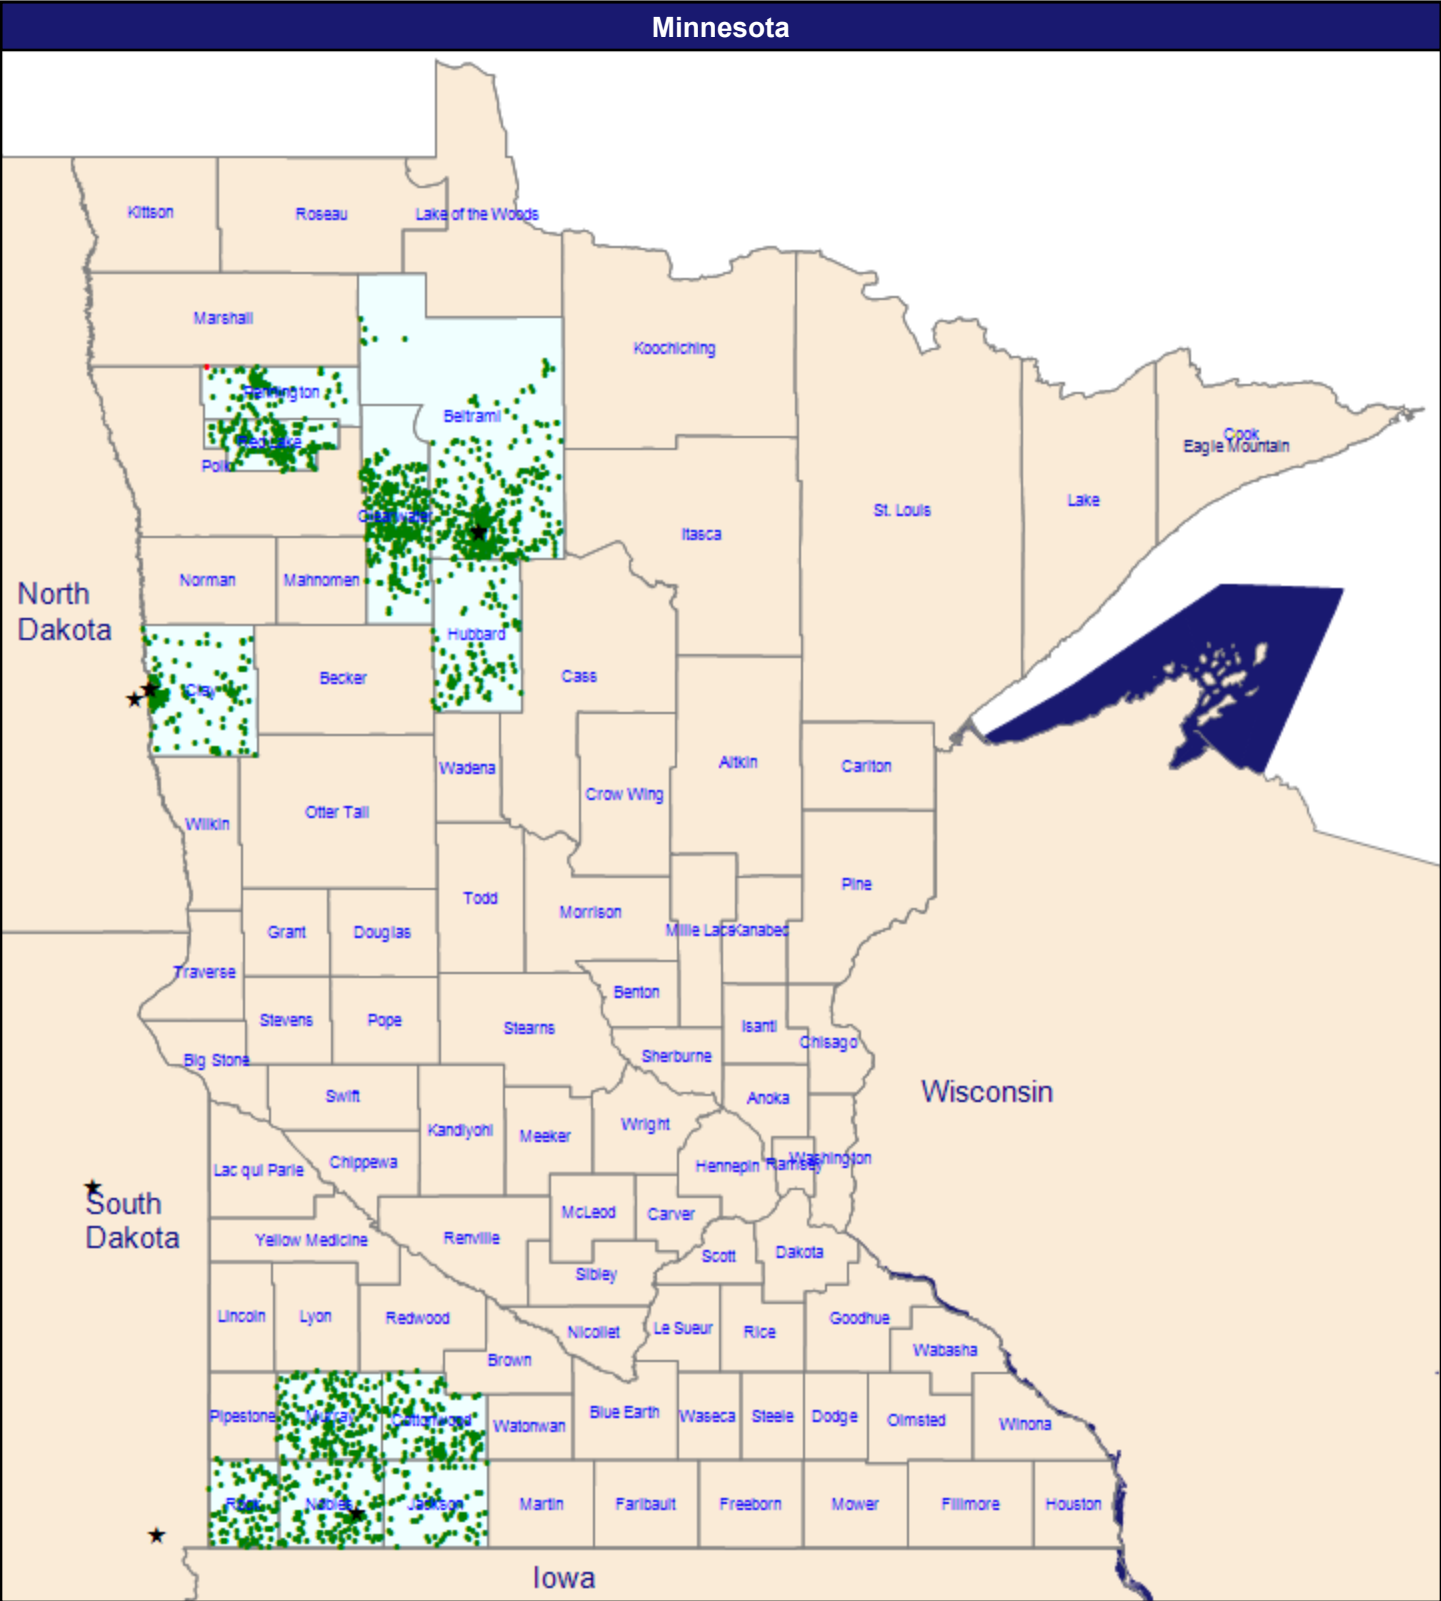 Minnesota
Kittson
Roseau
Lake of the Woods
Marshall
Koochiching
Pennington
Beltrami
Red Lake
Polk
Cook
Eagle Mountain
Lake
St. Louis
Clearwater
Itasca
Norman
Mahnomen
North
Dakota
Hubbard
Clay
Becker
Cass
Wadena
Aitkin
Carlton
Crow Wing
Otter Tail
Wilkin
Pine
Todd
Morrison
Mille Lacs
Kanabec
Grant
Douglas
Traverse
Benton
Stevens
Pope
Stearns
Isanti
Chisago
Big Stone
Sherburne
Swift
Anoka
Wisconsin
Kandiyohi
Meeker
Wright
Chippewa
Lac qui Parle
Hennepin
Ramsey
Washington
South
Dakota
McLeod
Carver
Yellow Medicine
Renville
Scott
Dakota
Sibley
Lincoln
Lyon
Redwood
Nicollet
Le Sueur
Rice
Goodhue
Brown
Wabasha
Pipestone
Murray
Cottonwood
Watonwan
Blue Earth
Waseca
Steele
Dodge
Olmsted
Winona
Rock
Nobles
Jackson
Martin
Faribault
Freeborn
Mower
Fillmore
Houston
Iowa